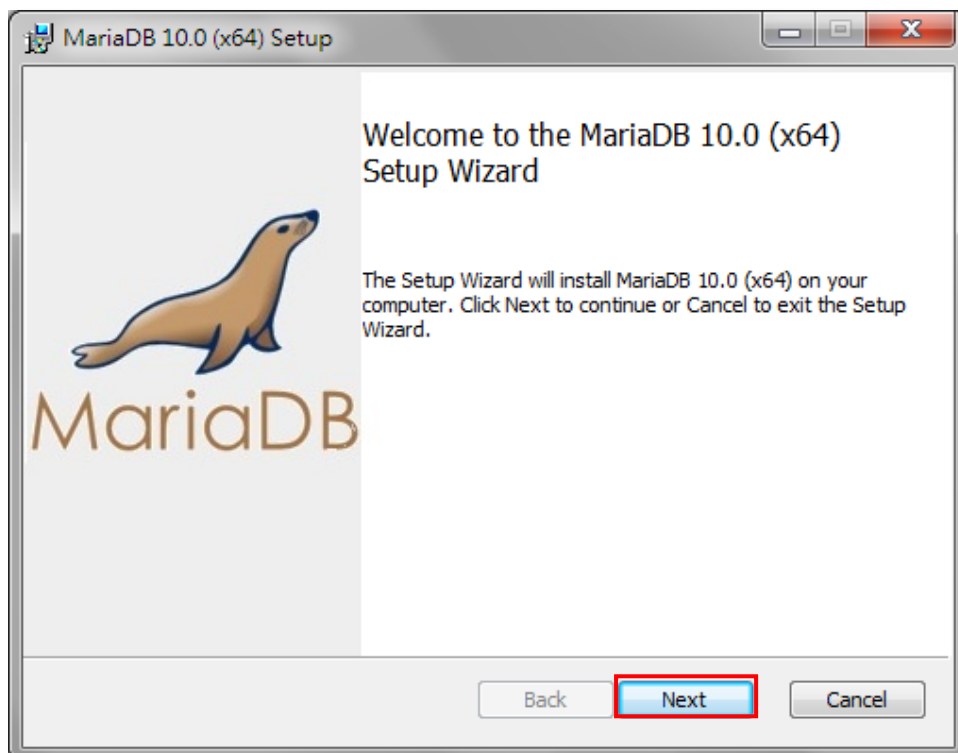 MariaDB 10.0 (x64) Setup
Welcome to the MariaDB 10.0 (x64)
Setup Wizard
The Setup Wizard will install MariaDB 10.0 (x64) on your
computer. Click Next to continue or Cancel to exit the Setup
Wizard.
MariaDB
Back
Next
Cancel